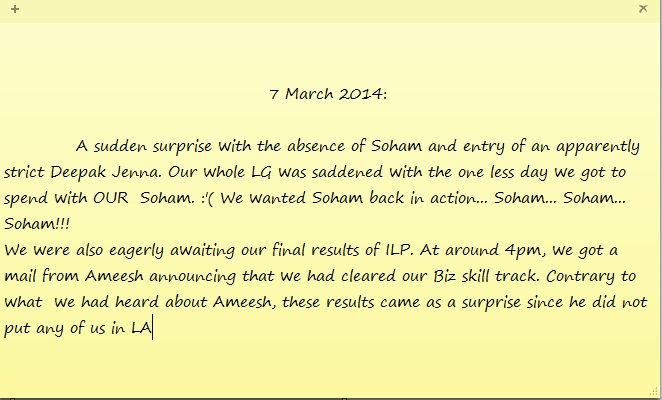 7 March 2014:
A sudden surprise with the absence of Soham and entry of an apparently
strict Deepak Jenna. Our whole LG was saddened with the one less day we got to
spend with OUR  Soham. :'( We wanted Soham back in action... Soham... Soham...
Soham!!!
We were also eagerly awaiting our final results of ILP. At around 4pm, we got a
mail from Ameesh announcing that we had cleared our Biz skill track. Contrary to
what  we had heard about Ameesh, these results came as a surprise since he did not
put any of us in LA